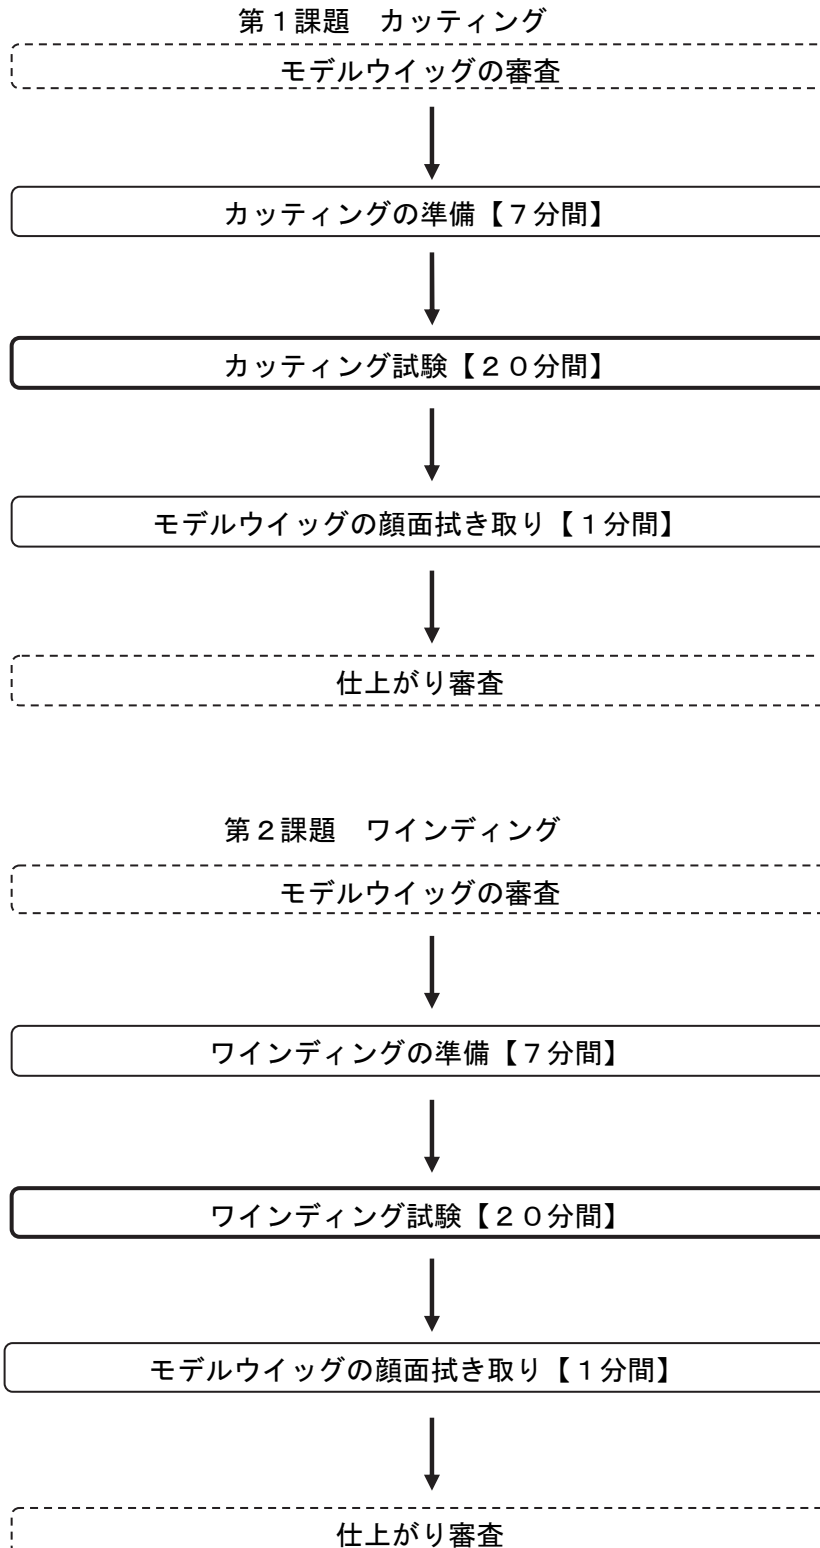 第１課題　カッティング
モデルウイッグの審査
カッティングの準備【７分間】
カッティング試験【２０分間】
モデルウイッグの顔面拭き取り【１分間】
仕上がり審査
第２課題　ワインディング
モデルウイッグの審査
ワインディングの準備【７分間】
ワインディング試験【２０分間】
モデルウイッグの顔面拭き取り【１分間】
仕上がり審査